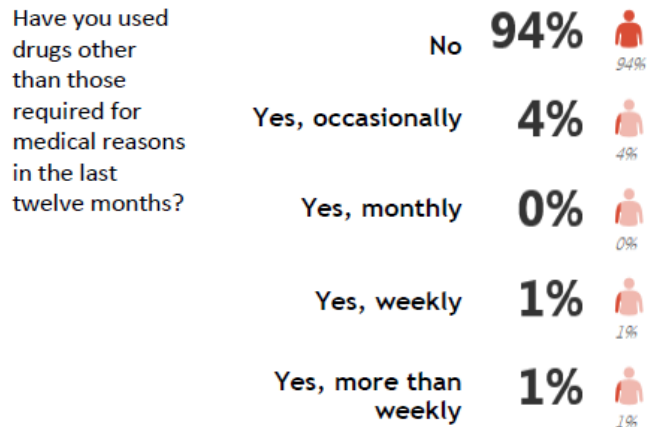 Have you used
drugs other
than those
required for
medical reasons
in the last
twelve months?
No 94%
94%
Yes, occasionally 4%
4%
Yes, monthly 0%
0%
Yes, weekly 1%
1%
Yes, more than
weekly 1%
1%